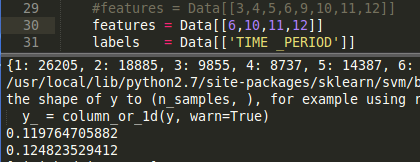 29 #features = Data[[3,4,5,6,9,10,11,12]]
30 features = Data[[6,10,11,12]]
31 labels = Data[['TIME _PERIOD']]
{1: 26205, 2: 18885, 3: 9855, 4: 8737, 5: 14387, 6:
/usr/local/lib/python2.7/site-packages/sklearn/svm/b
the shape of y to (n_samples, ), for example using r
y_ = column_or_1d(y, warn=True)
0.119764705882
0.124823529412